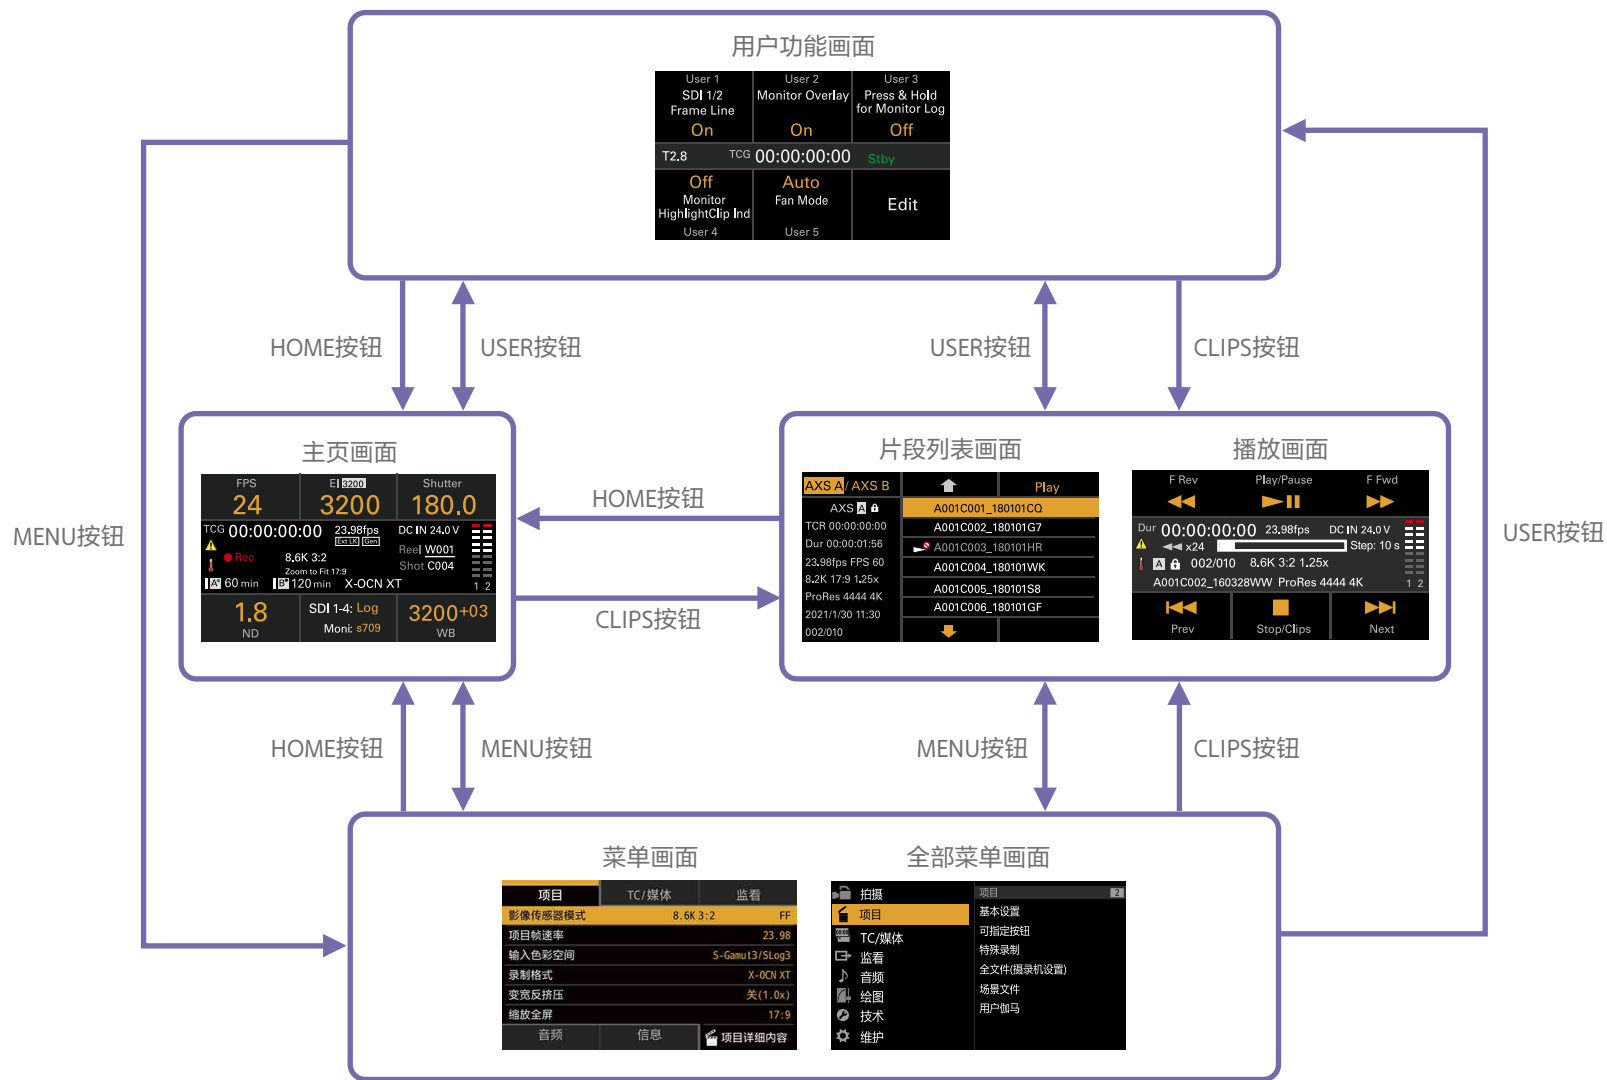 用户功能画面
User 1
User 2
User 3
SDI 1/2
Frame Line
Monitor Overlay
Press & Hold
for Monitor Log
On
On
Off
T2.8
TCG 00:00:00:00
Stby
Off
Monitor
HighlightClip Ind
User 4
Auto
Fan Mode
User 5
Edit
HOME按钮
USER按钮
USER按钮
CLIPS按钮
MENU按钮
USER按钮
主页画面
FPS
24
EI 3200
3200
Shutter
180.0
TCG 00:00:00:00
23.98fps
DC IN 24.0 V
Ext LK Gen
Rec
8.6K 3:2
Zoom to Fit 17:9
Reel W001
Shot C004
A 60 min
B 120 min
X-OCN XT
1 2
1.8
ND
SDI 1-4: Log
Moni: s709
3200+03
WB
HOME按钮
CLIPS按钮
片段列表画面
AXS A / AXS B
Play
AXS A
TCR 00:00:00:00
Dur 00:00:01:56
23.98fps FPS 60
8.2K 17:9 1.25x
ProRes 4444 4K
2021/1/30 11:30
002/010
A001C001_180101CQ
A001C002_180101G7
A001C003_180101HR
A001C004_180101WK
A001C005_180101S8
A001C006_180101GF
播放画面
F Rev
Play/Pause
F Fwd
Dur 00:00:00:00
23.98fps
DC IN 24.0 V
x24
Step: 10 s
A
002/010
8.6K 3:2 1.25x
A001C002_160328WW ProRes 4444 4K
1 2
Prev
Stop/Clips
Next
HOME按钮
MENU按钮
MENU按钮
CLIPS按钮
菜单画面
项目
TC/媒体
监看
影像传感器模式 8.6K 3:2 FF
项目帧速率 23.98
输入色彩空间 S-Gamut3/SLog3
录制格式 X-OCN XT
变宽反挤压 关(1.0x)
缩放全屏 17:9
音频
信息
项目详细内容
全部菜单画面
拍摄
项目
TC/媒体
监看
音频
绘图
技术
维护
项目 2
基本设置
可指定按钮
特殊录制
全文件(摄录机设置)
场景文件
用户伽马